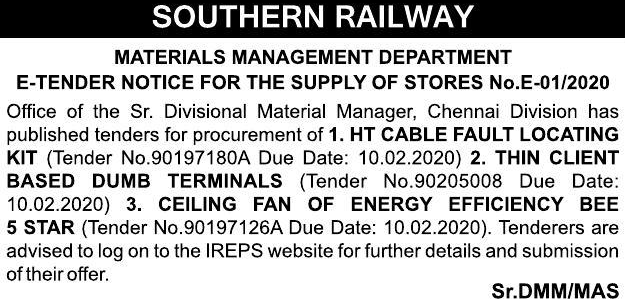 SOUTHERN RAILWAY
MATERIALS MANAGEMENT DEPARTMENT
E-TENDER NOTICE FOR THE SUPPLY OF STORES No.E-01/2020
Office of the Sr. Divisional Material Manager, Chennai Division has
published tenders for procurement of 1. HT CABLE FAULT LOCATING
KIT (Tender No.90197180A Due Date: 10.02.2020) 2. THIN CLIENT
BASED DUMB TERMINALS (Tender No.90205008 Due Date:
10.02.2020) 3. CEILING FAN OF ENERGY EFFICIENCY BEE
5 STAR (Tender No.90197126A Due Date: 10.02.2020). Tenderers are
advised to log on to the IREPS website for further details and submission
of their offer.
Sr.DMM/MAS